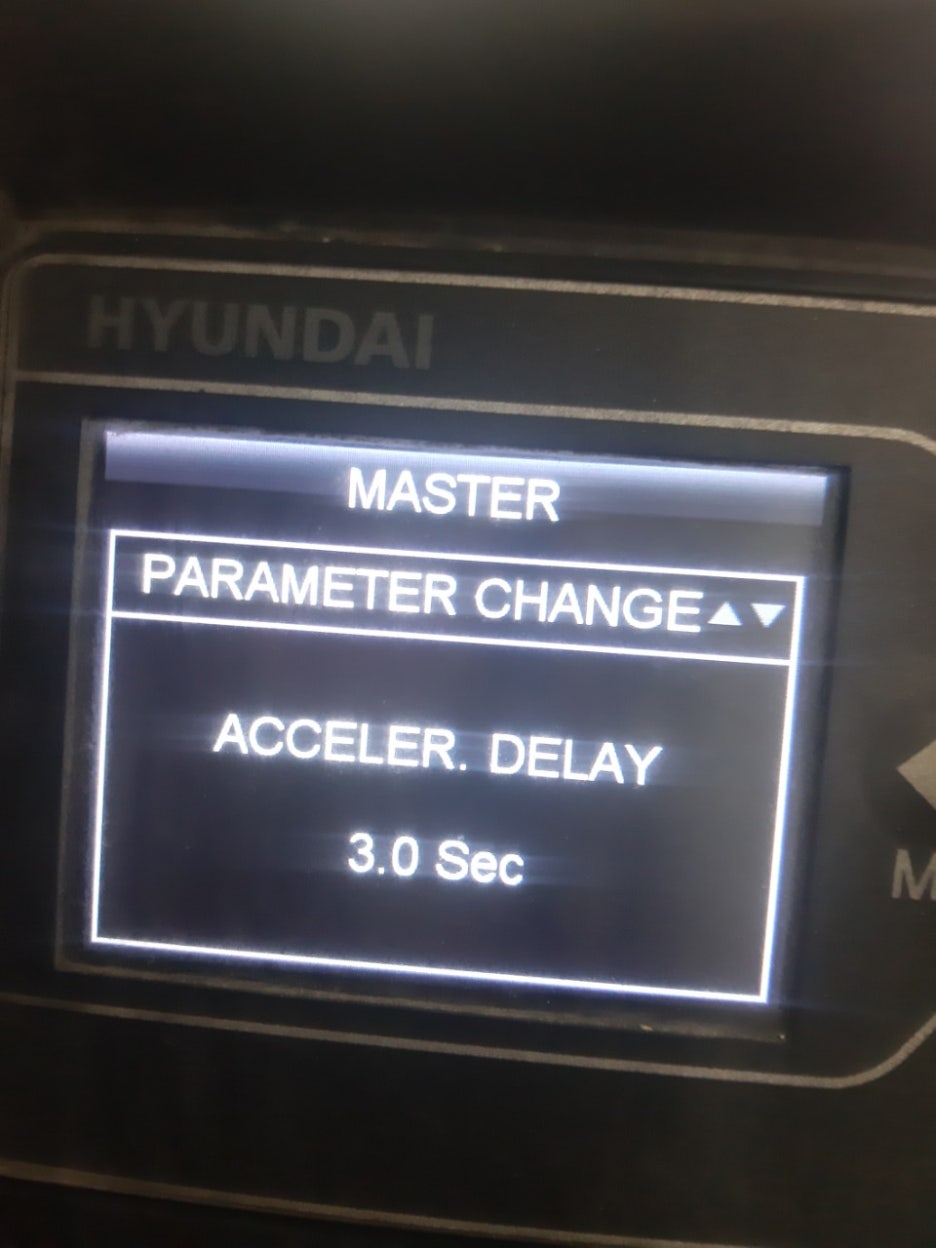 HYUNDAI
MASTER
PARAMETER CHANGE▲▼
ACCELER. DELAY
3.0 Sec
M